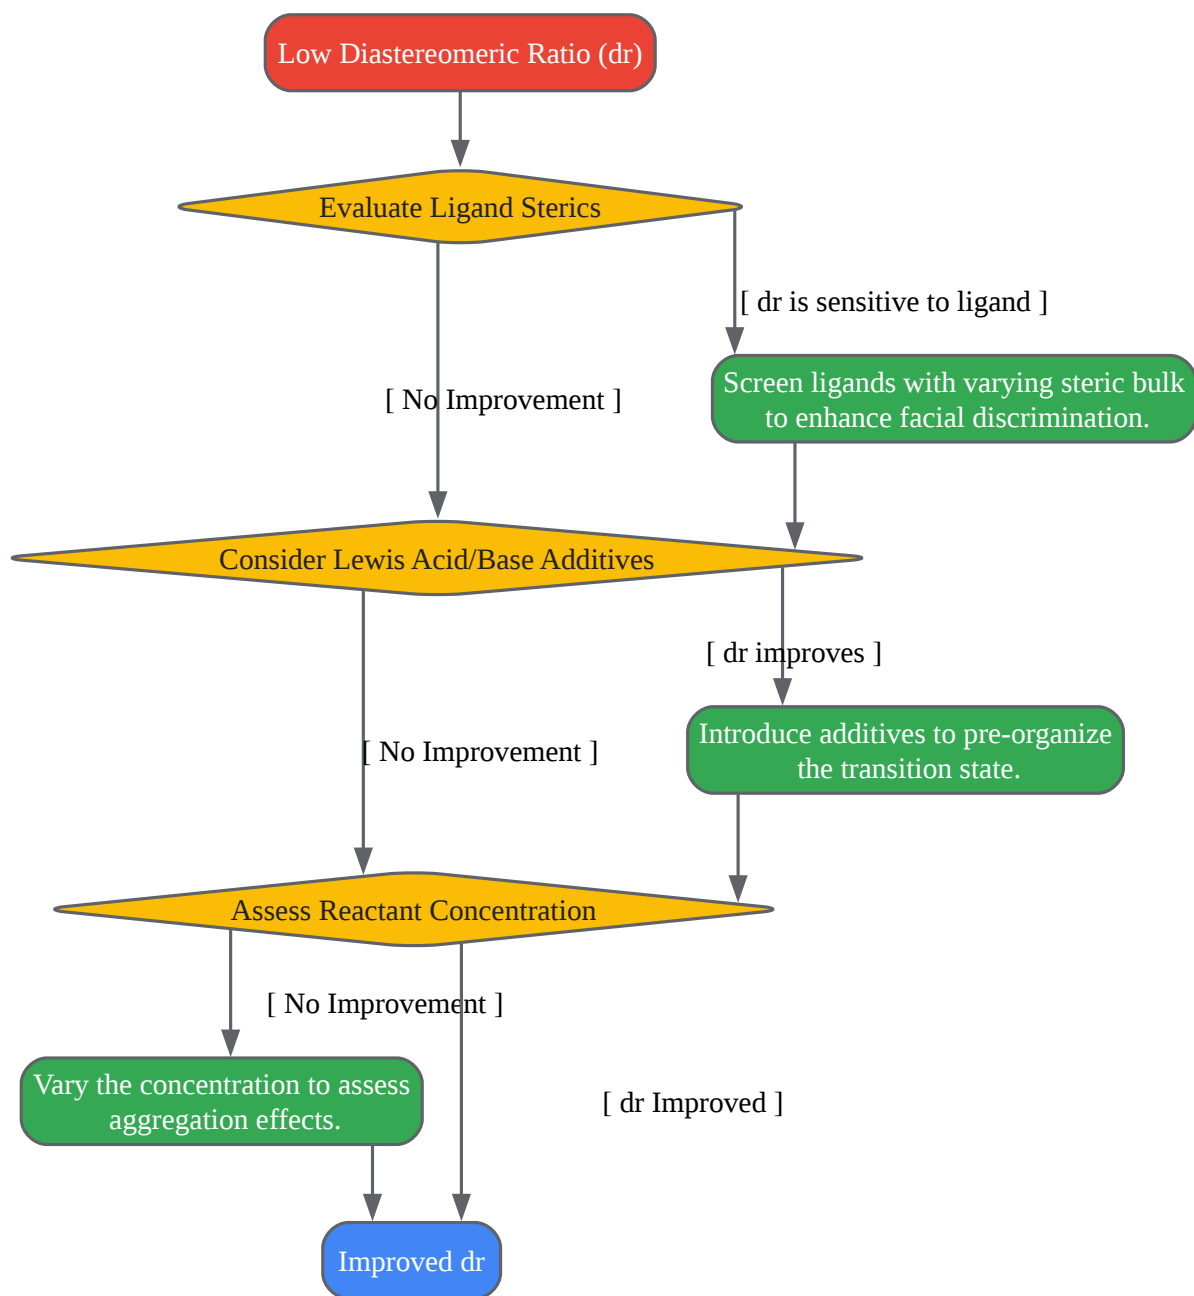 Low Diastereomeric Ratio (dr)
Evaluate Ligand Sterics
[ dr is sensitive to ligand ]
Screen ligands with varying steric bulk
to enhance facial discrimination.
[ No Improvement ]
Consider Lewis Acid/Base Additives
[ dr improves ]
Introduce additives to pre-organize
the transition state.
[ No Improvement ]
Assess Reactant Concentration
[ No Improvement ]
Vary the concentration to assess
aggregation effects.
[ dr Improved ]
Improved dr